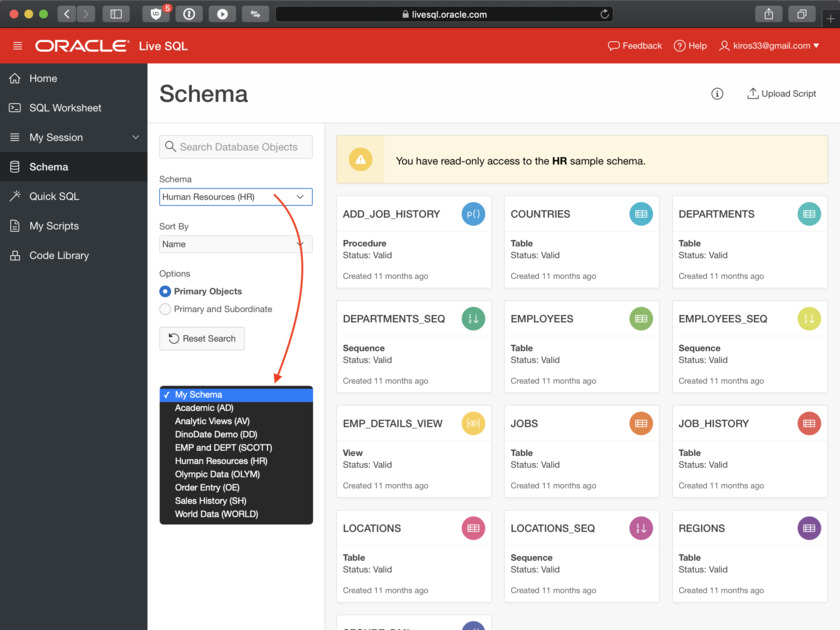 5
livesql.oracle.com
ORACLE® Live SQL
Feedback
Help
kiros33@gmail.com
Home
SQL Worksheet
My Session
Schema
Quick SQL
My Scripts
Code Library
Schema
Upload Script
Search Database Objects
Schema
Human Resources (HR)
Sort By
Name
Options
Primary Objects
Primary and Subordinate
Reset Search
✓ My Schema
Academic (AD)
Analytic Views (AV)
DinoDate Demo (DD)
EMP and DEPT (SCOTT)
Human Resources (HR)
Olympic Data (OLYM)
Order Entry (OE)
Sales History (SH)
World Data (WORLD)
You have read-only access to the HR sample schema.
ADD_JOB_HISTORY
p()
Procedure
Status: Valid
Created 11 months ago
COUNTRIES
Table
Status: Valid
Created 11 months ago
DEPARTMENTS
Table
Status: Valid
Created 11 months ago
DEPARTMENTS_SEQ
Sequence
Status: Valid
Created 11 months ago
EMPLOYEES
Table
Status: Valid
Created 11 months ago
EMPLOYEES_SEQ
Sequence
Status: Valid
Created 11 months ago
EMP_DETAILS_VIEW
View
Status: Valid
Created 11 months ago
JOBS
Table
Status: Valid
Created 11 months ago
JOB_HISTORY
Table
Status: Valid
Created 11 months ago
LOCATIONS
Table
Status: Valid
Created 11 months ago
LOCATIONS_SEQ
Sequence
Status: Valid
Created 11 months ago
REGIONS
Table
Status: Valid
Created 11 months ago